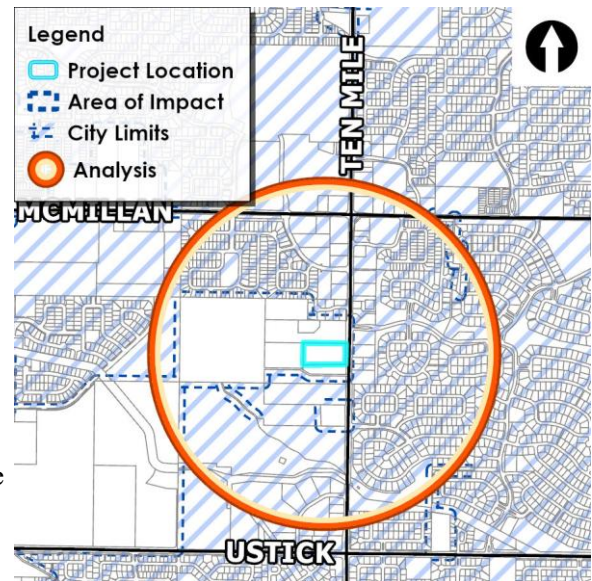 Legend
Project Location
Area of Impact
City Limits
Analysis
TEN MILE
MCMILLAN
USTICK